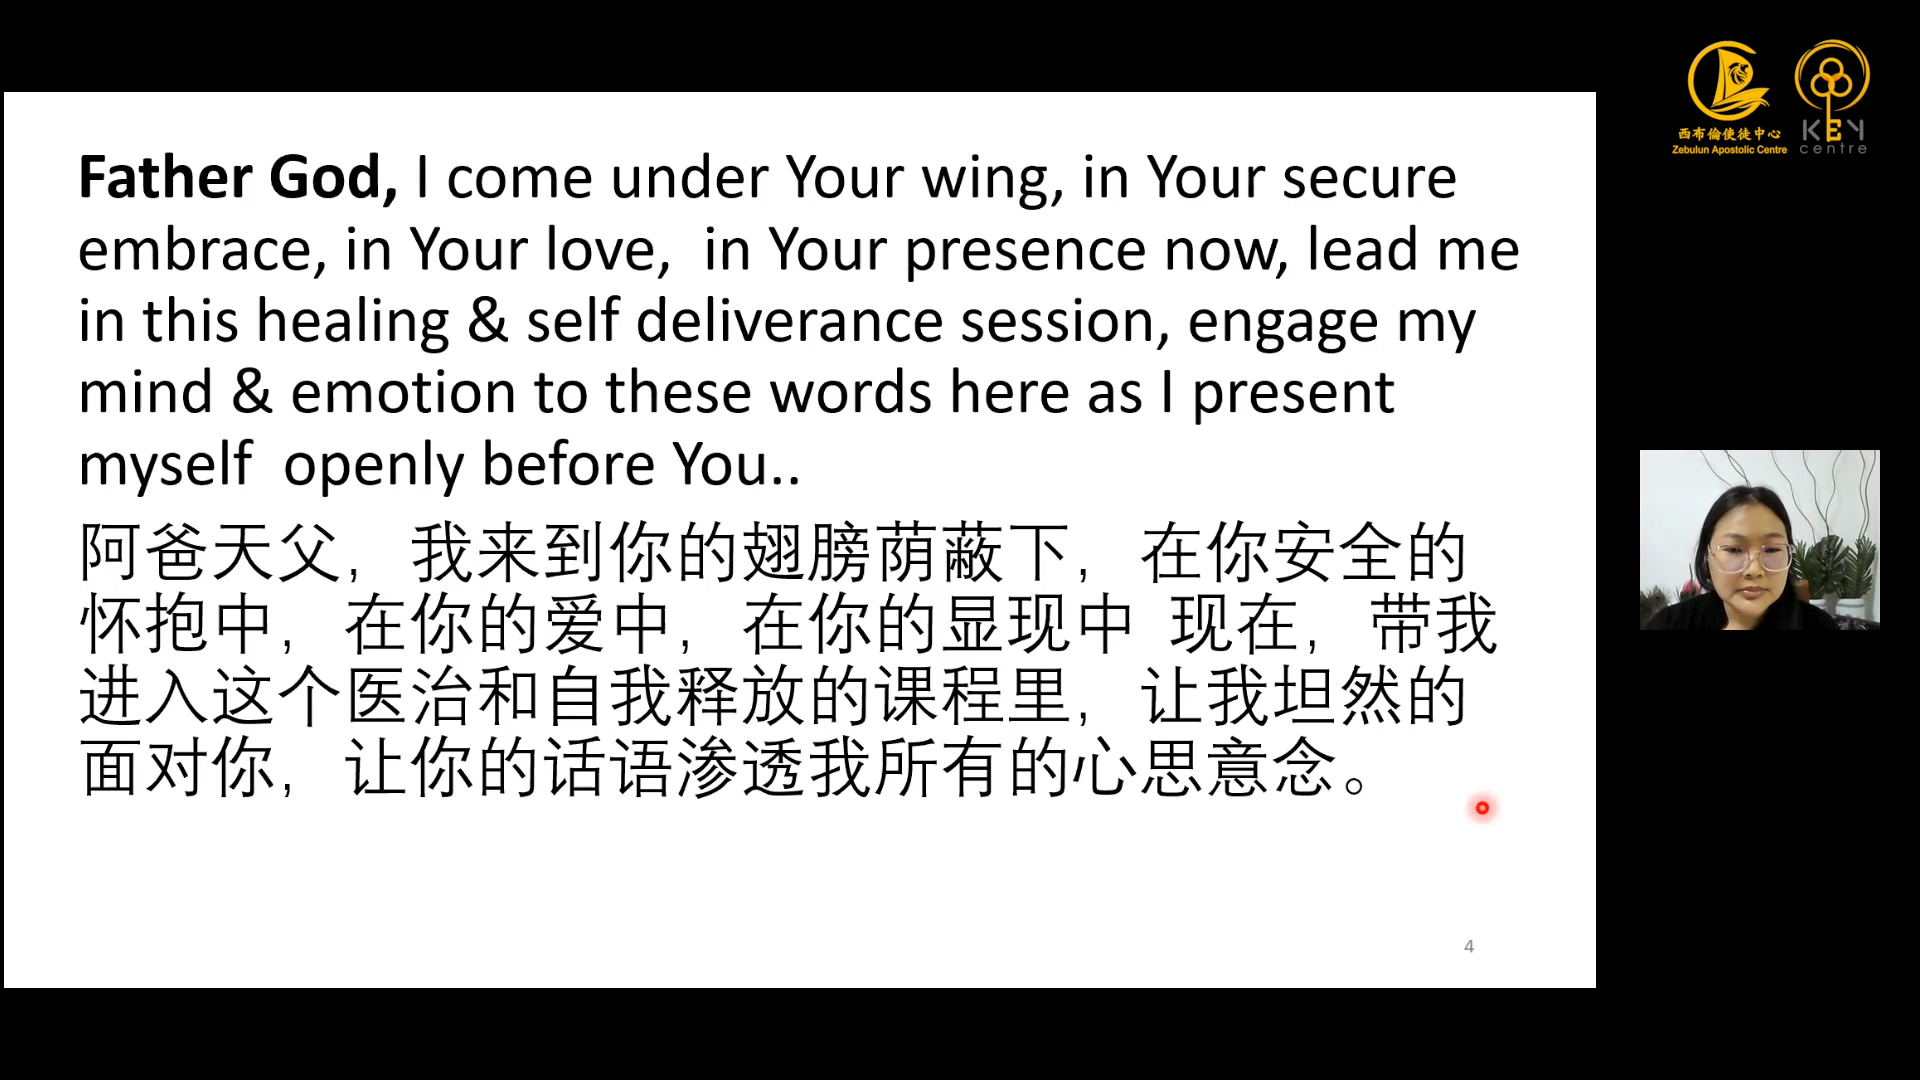 Father God, I come under Your wing, in Your secure
embrace, in Your love,  in Your presence now, lead me
in this healing & self deliverance session, engage my
mind & emotion to these words here as I present
myself  openly before You..
阿爸天父，我来到你的翅膀荫蔽下，在你安全的
怀抱中，在你的爱中，在你的显现中 现在，带我
进入这个医治和自我释放的课程里，让我坦然的
面对你，让你的话语渗透我所有的心思意念。
4
西布倫使徒中心
Zebulun Apostolic Centre
KEY
centre